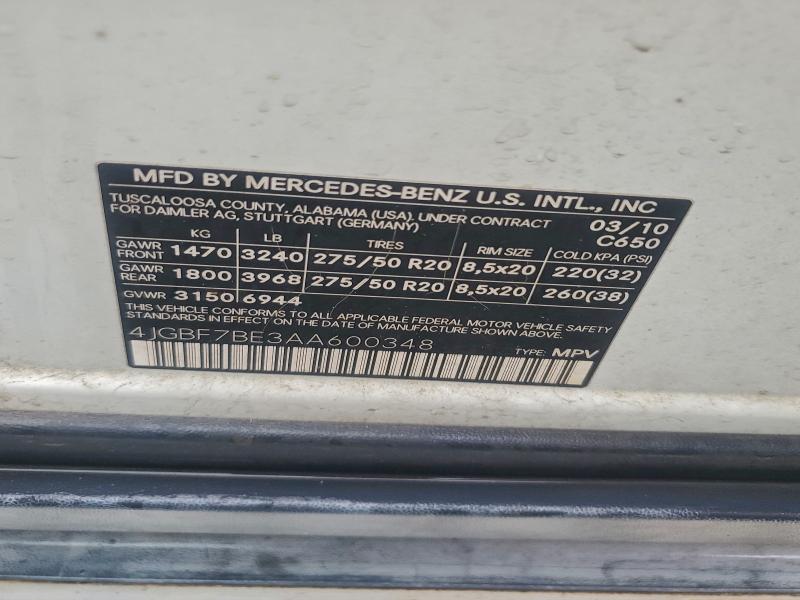 MFD BY MERCEDES-BENZ U.S. INTL., INC
TUSCALOOSA COUNTY, ALABAMA (USA), UNDER CONTRACT 03/10
FOR DAIMLER AG, STUTTGART (GERMANY) C650
KG LB TIRES RIM SIZE COLD KPA (PSI)
GAWR FRONT 1470 3240 275/50 R20 8,5x20 220(32)
GAWR REAR 1800 3968 275/50 R20 8,5x20 260(38)
GVWR 3150 6944
THIS VEHICLE CONFORMS TO ALL APPLICABLE FEDERAL MOTOR VEHICLE SAFETY
STANDARDS IN EFFECT ON THE DATE OF MANUFACTURE SHOWN ABOVE.
4JGBF7BE3AA600348
TYPE: MPV